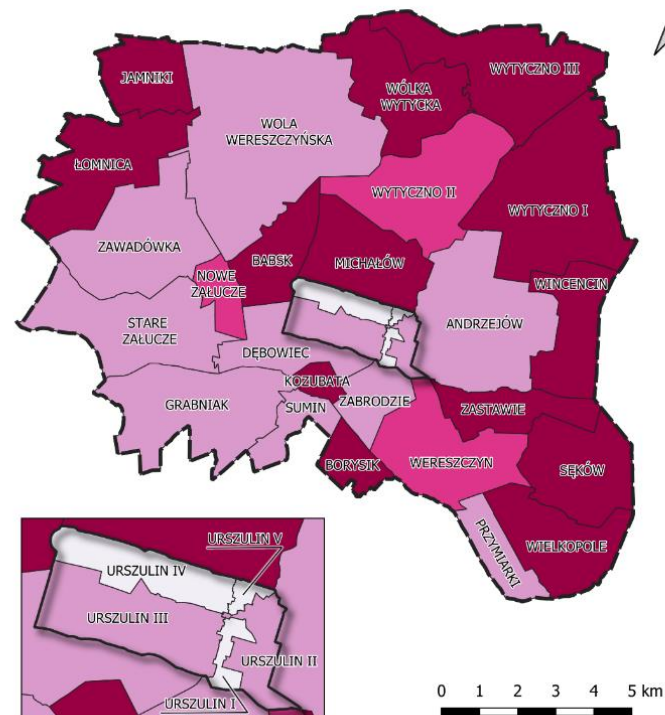 JAMNIKI
WYTYCZNO III
WÓLKA
WYTYCKA
WOLA
WERESZCZYŃSKA
ŁOMNICA
WYTYCZNO II
WYTYCZNO I
ZAWADÓWKA
BABSK
MICHAŁÓW
NOWE
ZAŁUCZE
WINCENCIN
STARE
ZAŁUCZE
ANDRZEJÓW
DĘBOWIEC
KOZUBATA
ZABRODZIE
GRABNIAK
SUMIN
ZASTAWIE
BORYSIK
WERESZCZYN
SĘKÓW
PRZYMIARKI
WIELKOPOLE
URSZULIN V
URSZULIN IV
URSZULIN III
URSZULIN II
URSZULIN I
0 1 2 3 4 5 km